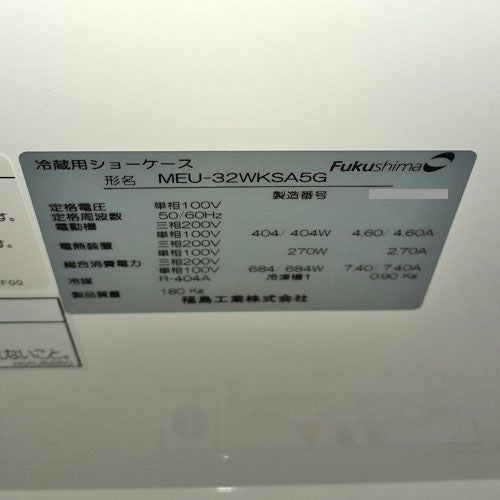 冷蔵用ショーケース
Fukushima
形名 MEU-32WKSA5G
製造番号
定格電圧 単相100V
定格周波数 50/60Hz
電動機 三相200V
単相100V 404/404W 4.60/4.60A
電熱装置 三相200V
単相100V 270W 2.70A
総合消費電力 三相200V
単相100V 684/684W 7.40/7.40A
冷媒 R-404A 冷凍機1 0.90 Kg
製品質量 180 Kg
福島工業株式会社
す。
す。
ないこと。